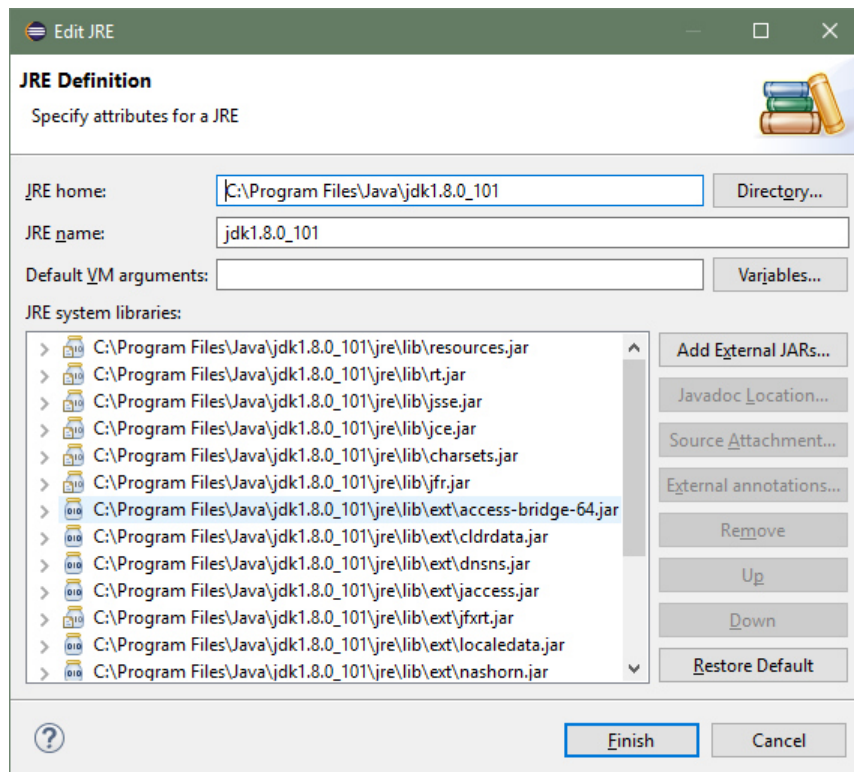 Edit JRE
JRE Definition
Specify attributes for a JRE
JRE home: C:\Program Files\Java\jdk1.8.0_101 Directory...
JRE name: jdk1.8.0_101
Default VM arguments: Variables...
JRE system libraries:
C:\Program Files\Java\jdk1.8.0_101\jre\lib\resources.jar
C:\Program Files\Java\jdk1.8.0_101\jre\lib\rt.jar
C:\Program Files\Java\jdk1.8.0_101\jre\lib\jsse.jar
C:\Program Files\Java\jdk1.8.0_101\jre\lib\jce.jar
C:\Program Files\Java\jdk1.8.0_101\jre\lib\charsets.jar
C:\Program Files\Java\jdk1.8.0_101\jre\lib\jfr.jar
C:\Program Files\Java\jdk1.8.0_101\jre\lib\ext\access-bridge-64.jar
C:\Program Files\Java\jdk1.8.0_101\jre\lib\ext\cldrdata.jar
C:\Program Files\Java\jdk1.8.0_101\jre\lib\ext\dnsns.jar
C:\Program Files\Java\jdk1.8.0_101\jre\lib\ext\jaccess.jar
C:\Program Files\Java\jdk1.8.0_101\jre\lib\ext\jfxrt.jar
C:\Program Files\Java\jdk1.8.0_101\jre\lib\ext\localedata.jar
C:\Program Files\Java\jdk1.8.0_101\jre\lib\ext\nashorn.jar
Add External JARs...
Javadoc Location...
Source Attachment...
External annotations...
Remove
Up
Down
Restore Default
? Finish Cancel